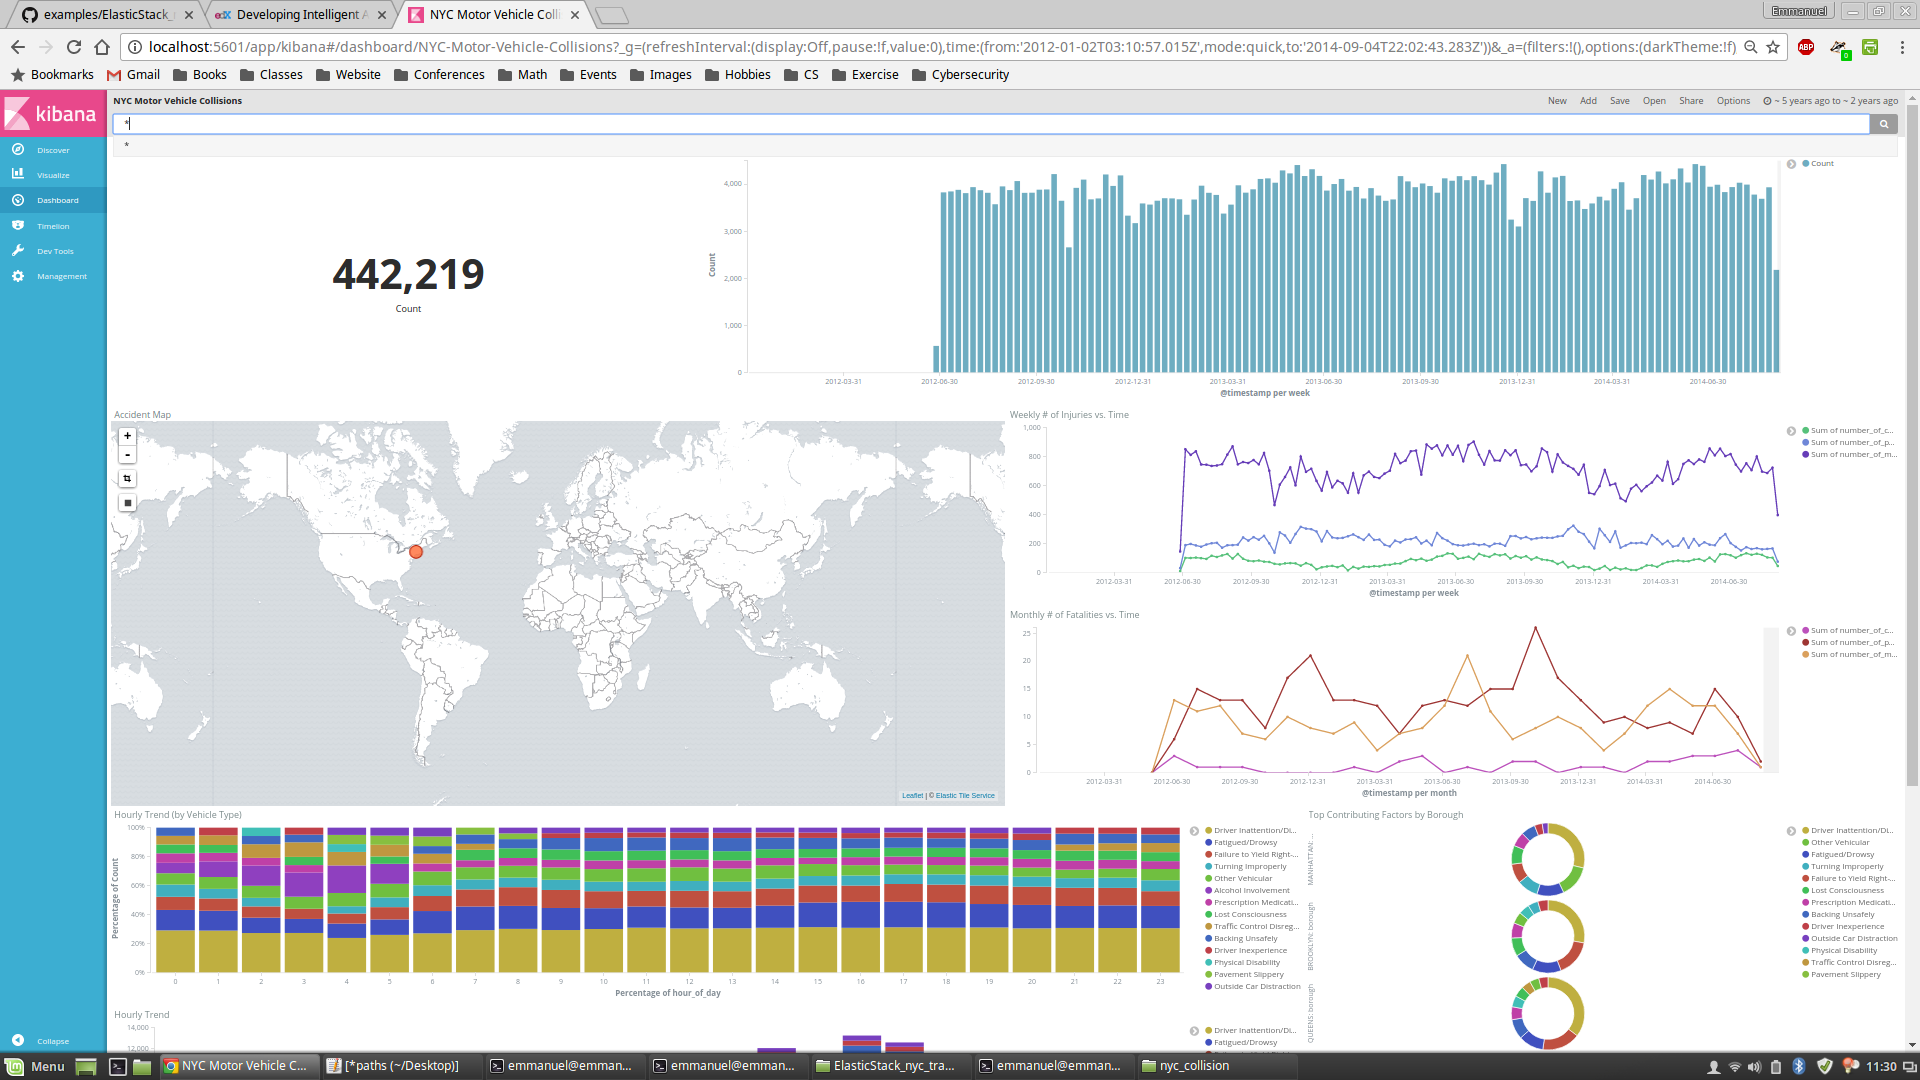 examples/ElasticStack_
edX Developing Intelligent A
NYC Motor Vehicle Colli
Emmanuel
localhost:5601/app/kibana#/dashboard/NYC-Motor-Vehicle-Collisions?_g=(refreshInterval:(display:Off,pause:!f,value:0),time:(from:'2012-01-02T03:10:57.015Z',mode:quick,to:'2014-09-04T22:02:43.283Z'))&_a=(filters:!(),options:(darkTheme:!f)
ABP
0
Bookmarks Gmail Books Classes Website Conferences Math Events Images Hobbies CS Exercise Cybersecurity
kibana
NYC Motor Vehicle Collisions
New Add Save Open Share Options ~ 5 years ago to ~ 2 years ago
*
*
Discover
Visualize
Dashboard
Timelion
Dev Tools
Management
Collapse
442,219
Count
Count
4,000
3,000
2,000
1,000
0
2012-03-31 2012-06-30 2012-09-30 2012-12-31 2013-03-31 2013-06-30 2013-09-30 2013-12-31 2014-03-31 2014-06-30
@timestamp per week
Count
Accident Map
+
-
Leaflet | © Elastic Tile Service
Weekly # of Injuries vs. Time
1,000
800
600
400
200
0
2012-03-31 2012-06-30 2012-09-30 2012-12-31 2013-03-31 2013-06-30 2013-09-30 2013-12-31 2014-03-31 2014-06-30
@timestamp per week
Sum of number_of_c...
Sum of number_of_p...
Sum of number_of_m...
Monthly # of Fatalities vs. Time
25
20
15
10
5
0
2012-03-31 2012-06-30 2012-09-30 2012-12-31 2013-03-31 2013-06-30 2013-09-30 2013-12-31 2014-03-31 2014-06-30
@timestamp per month
Sum of number_of_c...
Sum of number_of_p...
Sum of number_of_m...
Hourly Trend (by Vehicle Type)
Percentage of Count
100%
80%
60%
40%
20%
0%
0 1 2 3 4 5 6 7 8 9 10 11 12 13 14 15 16 17 18 19 20 21 22 23
Percentage of hour_of_day
Driver Inattention/Di...
Fatigued/Drowsy
Failure to Yield Right-...
Turning Improperly
Other Vehicular
Alcohol Involvement
Prescription Medicati...
Lost Consciousness
Traffic Control Disreg...
Backing Unsafely
Driver Inexperience
Physical Disability
Pavement Slippery
Outside Car Distraction
Top Contributing Factors by Borough
MANHATTAN: ...
BROOKLYN: borough
QUEENS: borough
Driver Inattention/Di...
Other Vehicular
Fatigued/Drowsy
Turning Improperly
Failure to Yield Right-...
Lost Consciousness
Prescription Medicati...
Backing Unsafely
Driver Inexperience
Outside Car Distraction
Physical Disability
Traffic Control Disreg...
Pavement Slippery
Hourly Trend
14,000
12,000
Driver Inattention/Di...
Fatigued/Drowsy
Menu
NYC Motor Vehicle C...
[*paths (~/Desktop)]
emmanuel@emman...
emmanuel@emman...
ElasticStack_nyc_tra...
emmanuel@emman...
nyc_collision
11:30